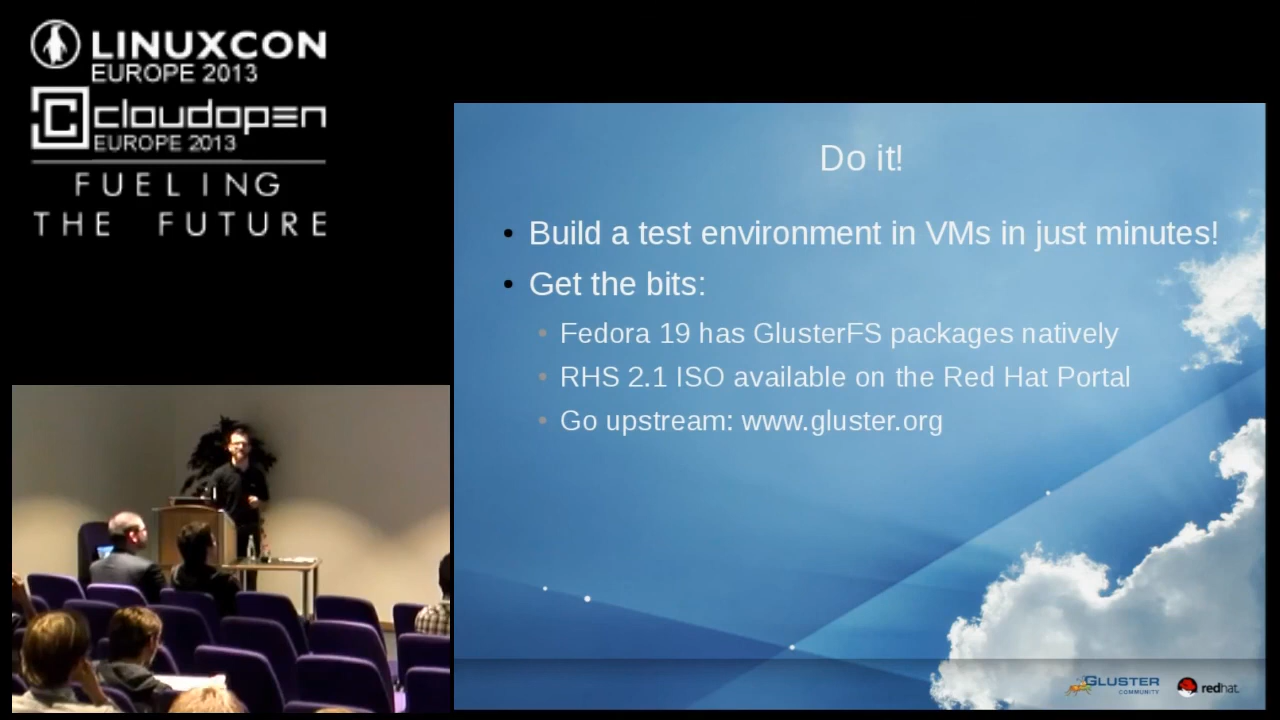 LINUXCON
EUROPE 2013
cloudopen
EUROPE 2013
FUELING
THE FUTURE
Do it!
• Build a test environment in VMs in just minutes!
• Get the bits:
• Fedora 19 has GlusterFS packages natively
• RHS 2.1 ISO available on the Red Hat Portal
• Go upstream: www.gluster.org
GLUSTER
COMMUNITY
redhat.